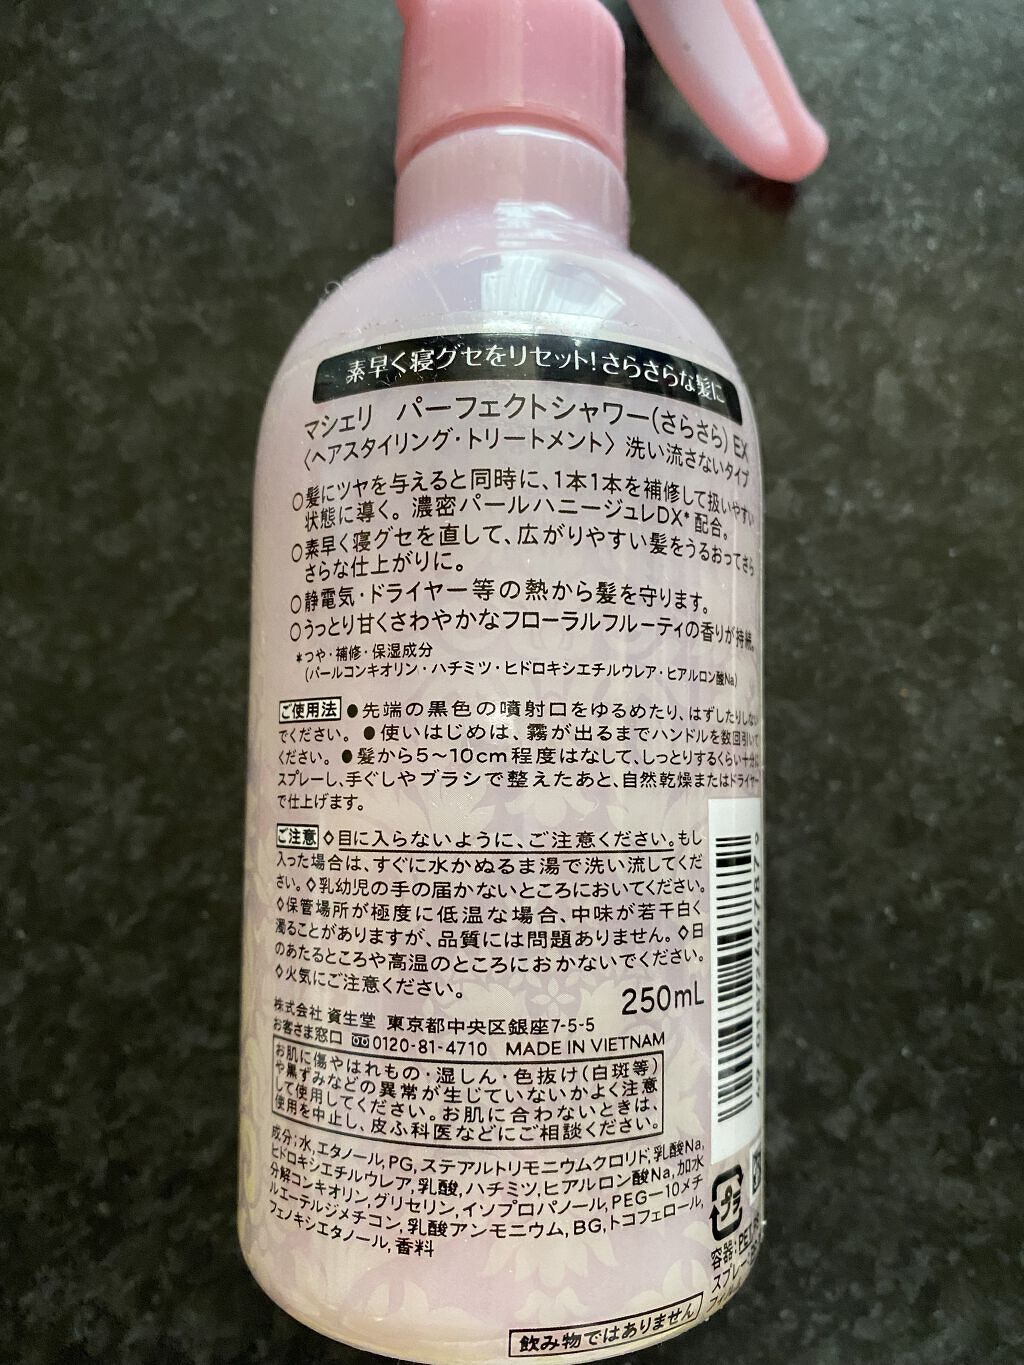 素早く寝グセをリセット!さらさらな髪に
マシェリ パーフェクトシャワー(さらさら) EX
〈ヘアスタイリング・トリートメント〉 洗い流さないタイプ
○髪にツヤを与えると同時に、1本1本を補修して扱いやすい
状態に導く。濃密パールハニージュレDX*配合。
○素早く寝グセを直して、広がりやすい髪をうるおってさら
さらな仕上がりに。
○静電気・ドライヤー等の熱から髪を守ります。
○うっとり甘くさわやかなフローラルフルーティの香りが持続。
*つや・補修・保湿成分
(パールコンキオリン・ハチミツ・ヒドロキシエチルウレア・ヒアルロン酸Na)
ご使用法 ●先端の黒色の噴射口をゆるめたり、はずしたりしない
でください。 ●使いはじめは、霧が出るまでハンドルを数回引いて
ください。 ●髪から5〜10cm程度はなして、しっとりするくらい十分に
スプレーし、手ぐしやブラシで整えたあと、自然乾燥またはドライヤー
で仕上げます。
ご注意 ◇目に入らないように、ご注意ください。もし
入った場合は、すぐに水かぬるま湯で洗い流してくだ
さい。◇乳幼児の手の届かないところにおいてください。
◇保管場所が極度に低温な場合、中味が若干白く
濁ることがありますが、品質には問題ありません。◇日
のあたるところや高温のところにおかないでください。
◇火気にご注意ください。
250mL
株式会社 資生堂 東京都中央区銀座7-5-5
お客さま窓口 0120-81-4710 MADE IN VIETNAM
お肌に傷やはれもの・湿しん・色抜け(白斑等)
や黒ずみなどの異常が生じていないかよく注意
して使用してください。お肌に合わないときは、
使用を中止し、皮ふ科医などにご相談ください。
成分:水,エタノール,PG,ステアルトリモニウムクロリド,乳酸Na,
ヒドロキシエチルウレア,乳酸,ハチミツ,ヒアルロン酸Na,加水
分解コンキオリン,グリセリン,イソプロパノール,PEG-10メチ
ルエーテルジメチコン,乳酸アンモニウム,BG,トコフェロール,
フェノキシエタノール,香料
プラ
容器:PET
スプレー
飲み物ではありません